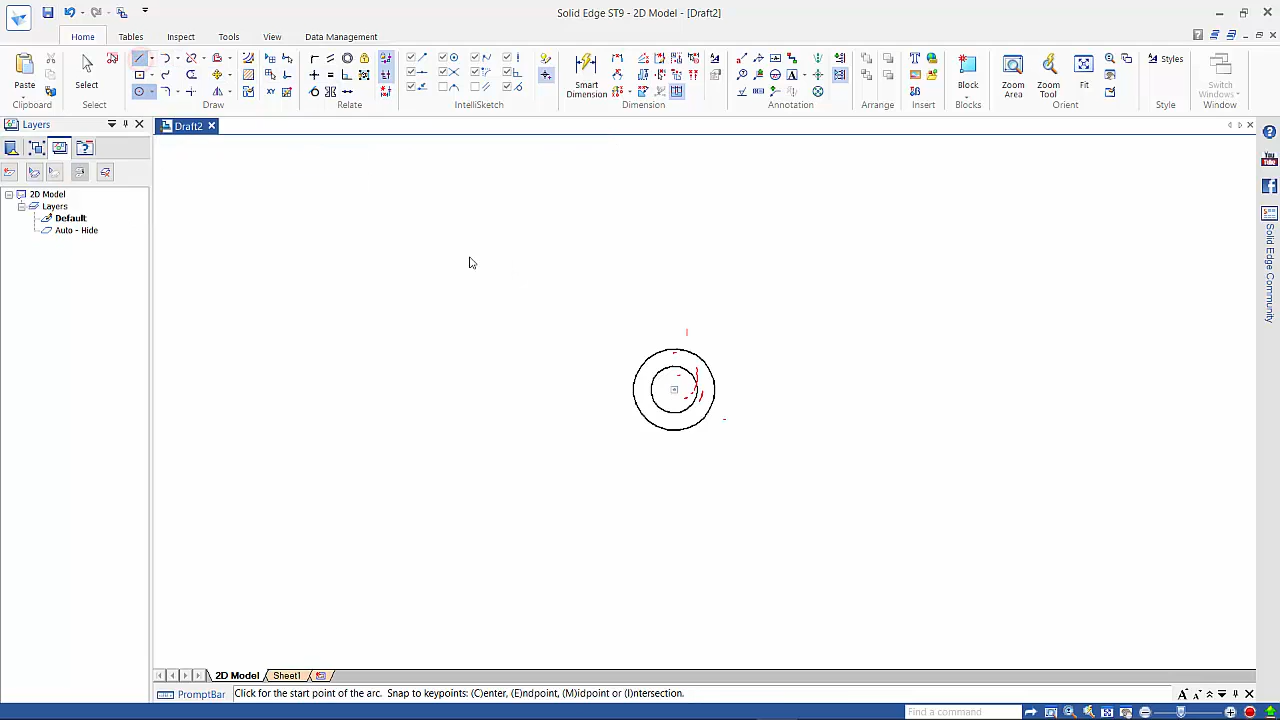 Solid Edge ST9 - 2D Model - [Draft2]
Home Tables Inspect Sketch Tools View Data Management
Paste Select Smart Dimension Block Zoom Area Zoom Tool Fit Styles Switch Windows
Clipboard Select Draw Relate IntelliSketch Dimension Annotation Arrange Insert Blocks Orient Style Window
Layers
Draft2
2D Model
Layers
Default
Auto - Hide
You Tube
Solid Edge Community
2D Model Sheet1
PromptBar Click for the start point of the arc. Snap to keypoints: (C)enter, (E)ndpoint, (M)idpoint or (I)ntersection.
Find a command